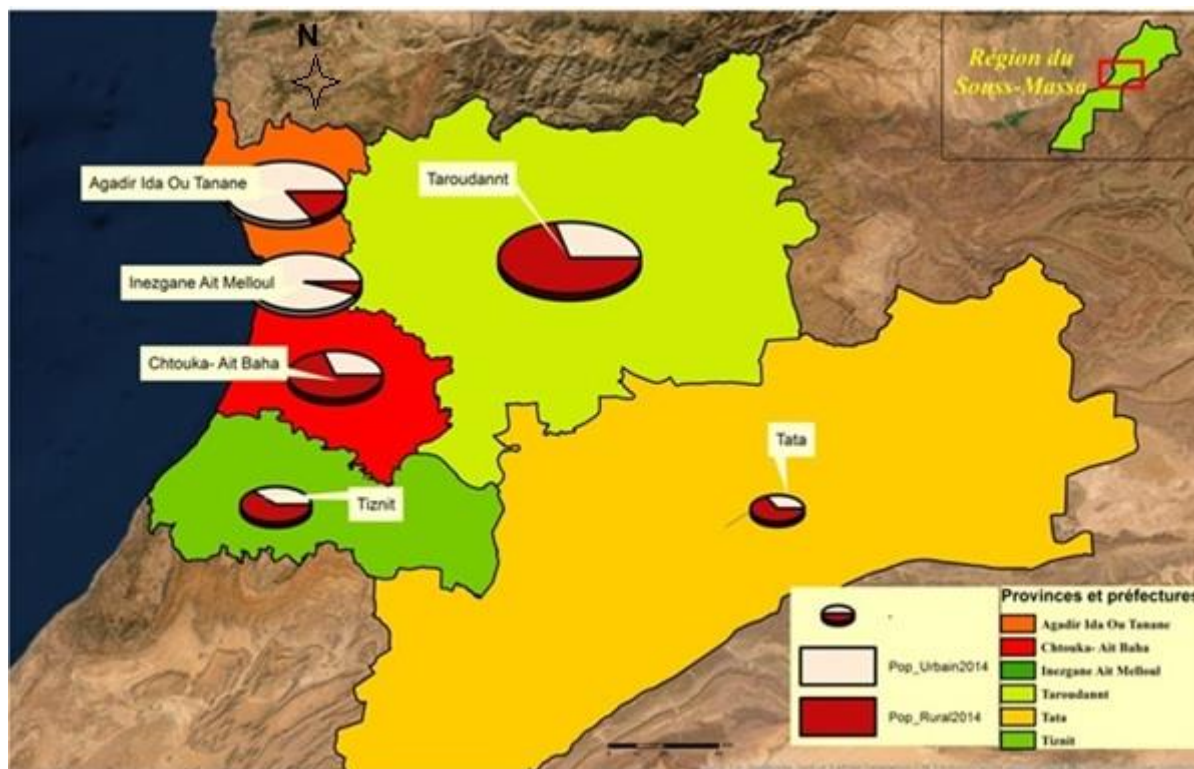 N
Région du
Souss-Massa
Agadir Ida Ou Tanane
Taroudannt
Inezgane Ait Melloul
Chtouka- Ait Baha
Tata
Tiznit
Provinces et préfectures
Agadir Ida Ou Tanane
Chtouka- Ait Baha
Inezgane Ait Melloul
Taroudannt
Tata
Tiznit
Pop_Urbain2014
Pop_Rural2014